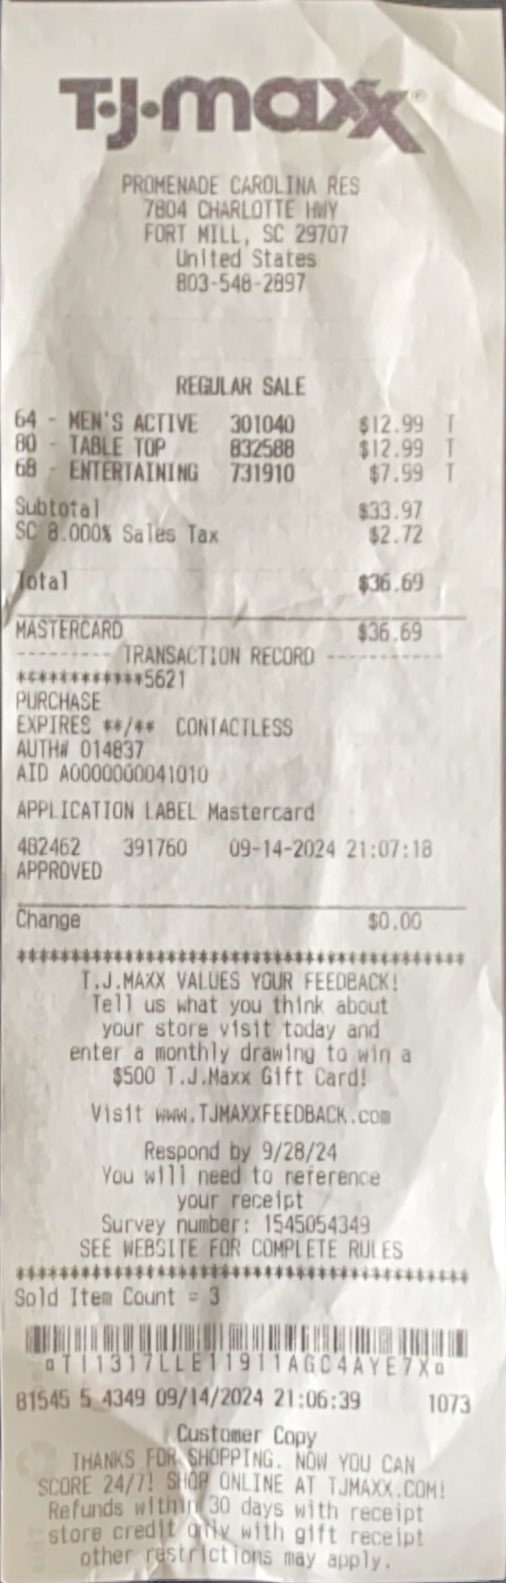 T·J·maxx®
PROMENADE CAROLINA RES
7804 CHARLOTTE HWY
FORT MILL, SC 29707
United States
803-548-2897
REGULAR SALE
64 - MEN'S ACTIVE 301040 $12.99 T
80 - TABLE TOP 832588 $12.99 T
68 - ENTERTAINING 731910 $7.99 T
Subtotal $33.97
SC 8.000% Sales Tax $2.72
Total $36.69
MASTERCARD $36.69
--------- TRANSACTION RECORD -----------
************5621
PURCHASE
EXPIRES **/** CONTACTLESS
AUTH# 014837
AID A0000000041010
APPLICATION LABEL Mastercard
482462 391760 09-14-2024 21:07:18
APPROVED
Change $0.00
******************************************
T.J.MAXX VALUES YOUR FEEDBACK!
Tell us what you think about
your store visit today and
enter a monthly drawing to win a
$500 T.J.Maxx Gift Card!
Visit www.TJMAXXFEEDBACK.com
Respond by 9/28/24
You will need to reference
your receipt
Survey number: 1545054349
SEE WEBSITE FOR COMPLETE RULES
******************************************
Sold Item Count = 3
¤T11317LLE11911AGC4AYE7X¤
81545 5 4349 09/14/2024 21:06:39 1073
Customer Copy
THANKS FOR SHOPPING. NOW YOU CAN
SCORE 24/7! SHOP ONLINE AT TJMAXX.COM!
Refunds within 30 days with receipt
store credit only with gift receipt
other restrictions may apply.